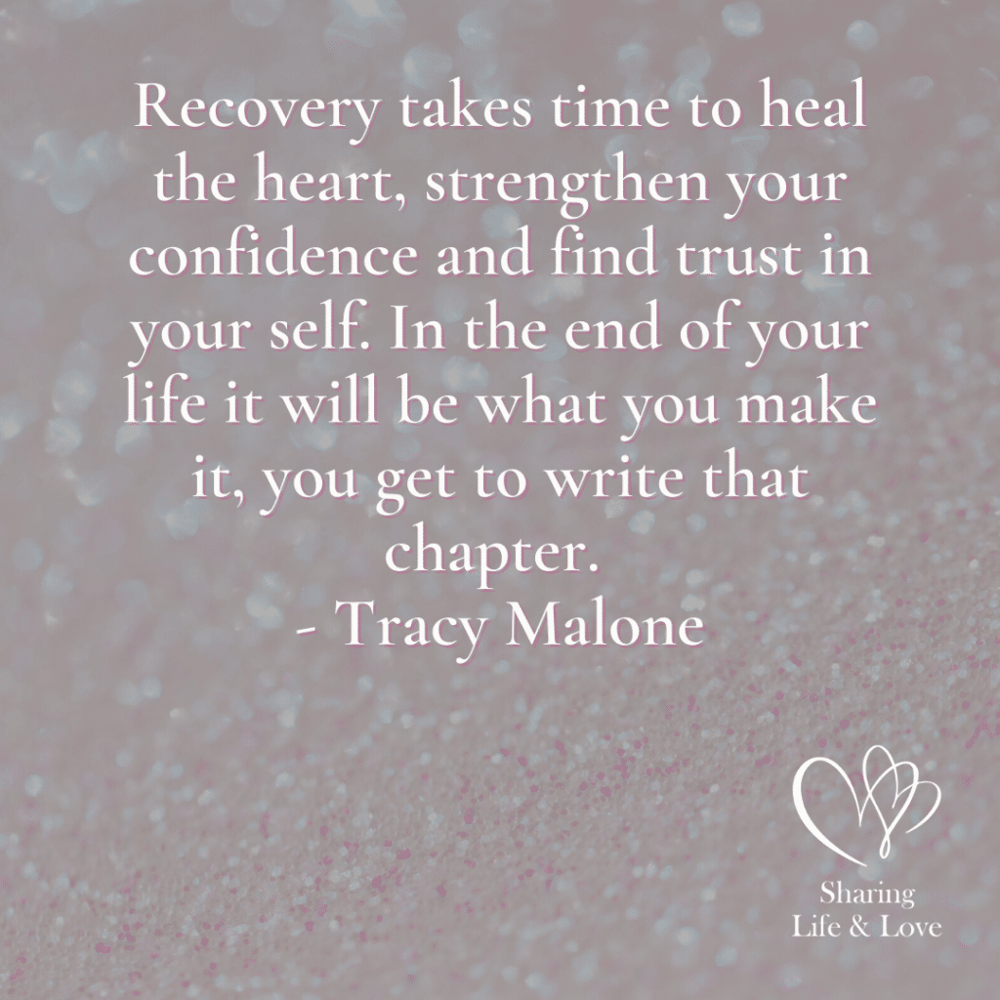 Recovery takes time to heal
the heart, strengthen your
confidence and find trust in
your self. In the end of your
life it will be what you make
it, you get to write that
chapter.
- Tracy Malone
Sharing
Life & Love